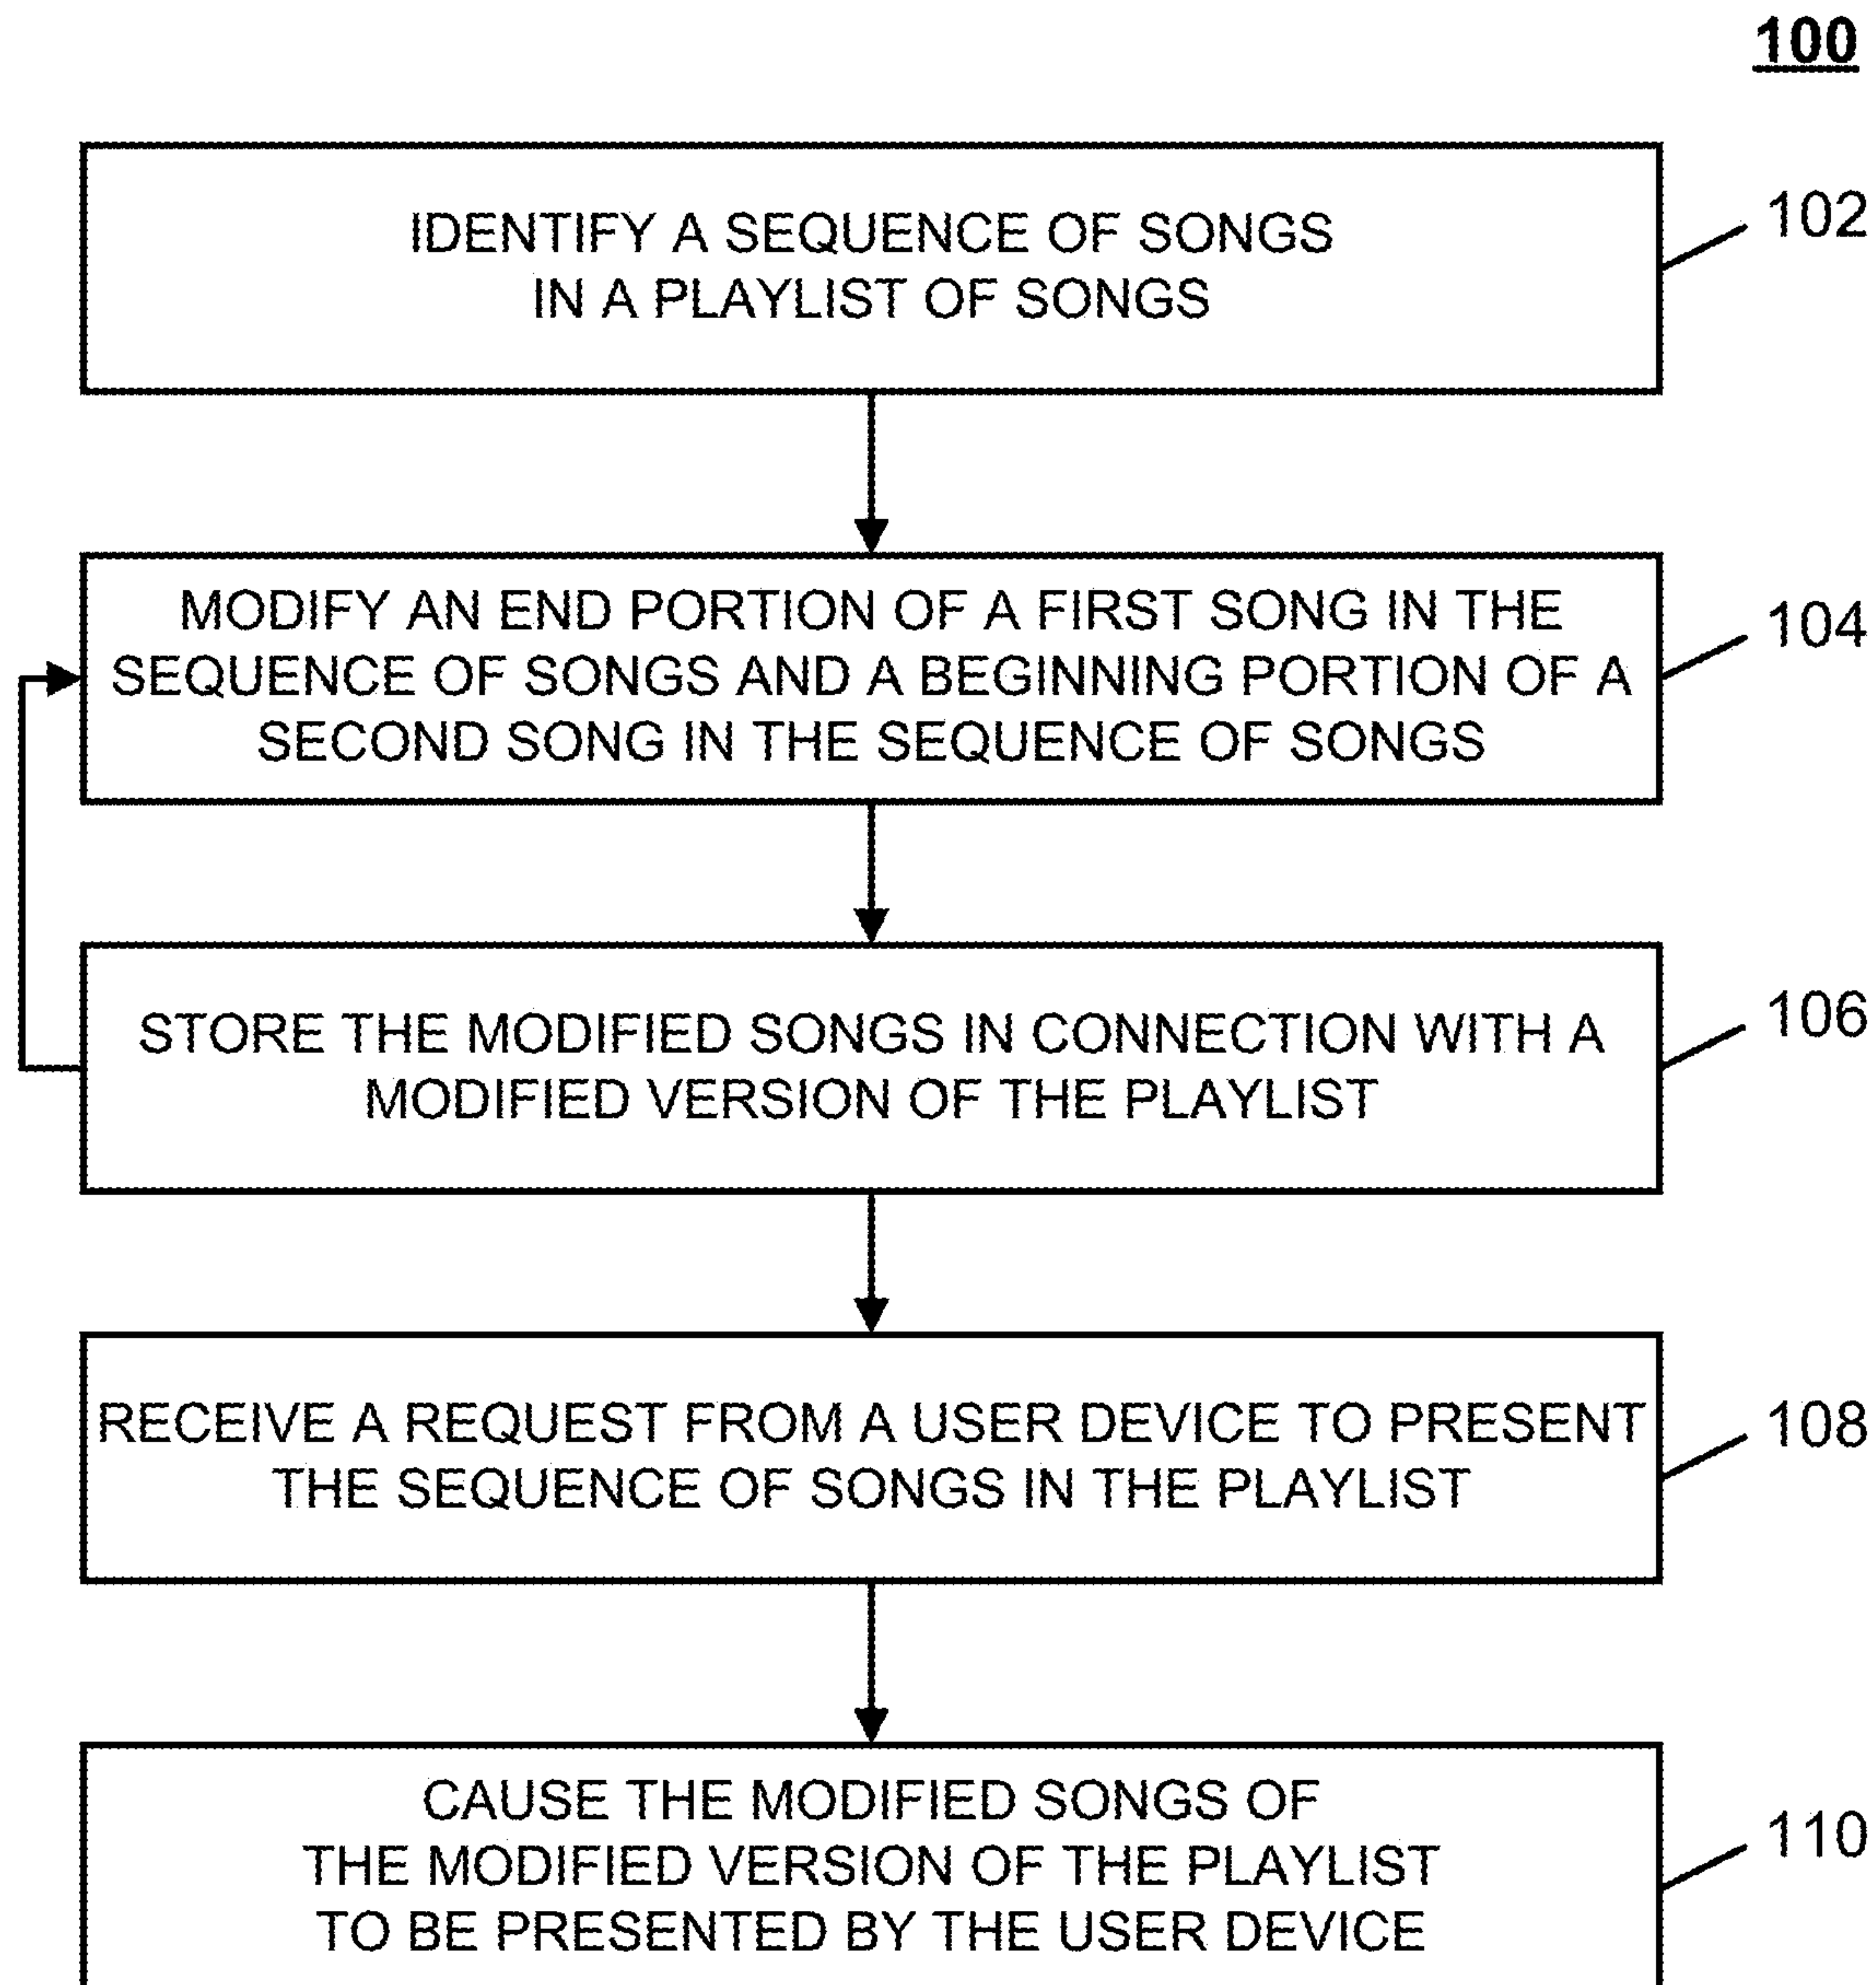 100
IDENTIFY A SEQUENCE OF SONGS
IN A PLAYLIST OF SONGS
102
MODIFY AN END PORTION OF A FIRST SONG IN THE
SEQUENCE OF SONGS AND A BEGINNING PORTION OF A
SECOND SONG IN THE SEQUENCE OF SONGS
104
STORE THE MODIFIED SONGS IN CONNECTION WITH A
MODIFIED VERSION OF THE PLAYLIST
106
RECEIVE A REQUEST FROM A USER DEVICE TO PRESENT
THE SEQUENCE OF SONGS IN THE PLAYLIST
108
CAUSE THE MODIFIED SONGS OF
THE MODIFIED VERSION OF THE PLAYLIST
TO BE PRESENTED BY THE USER DEVICE
110